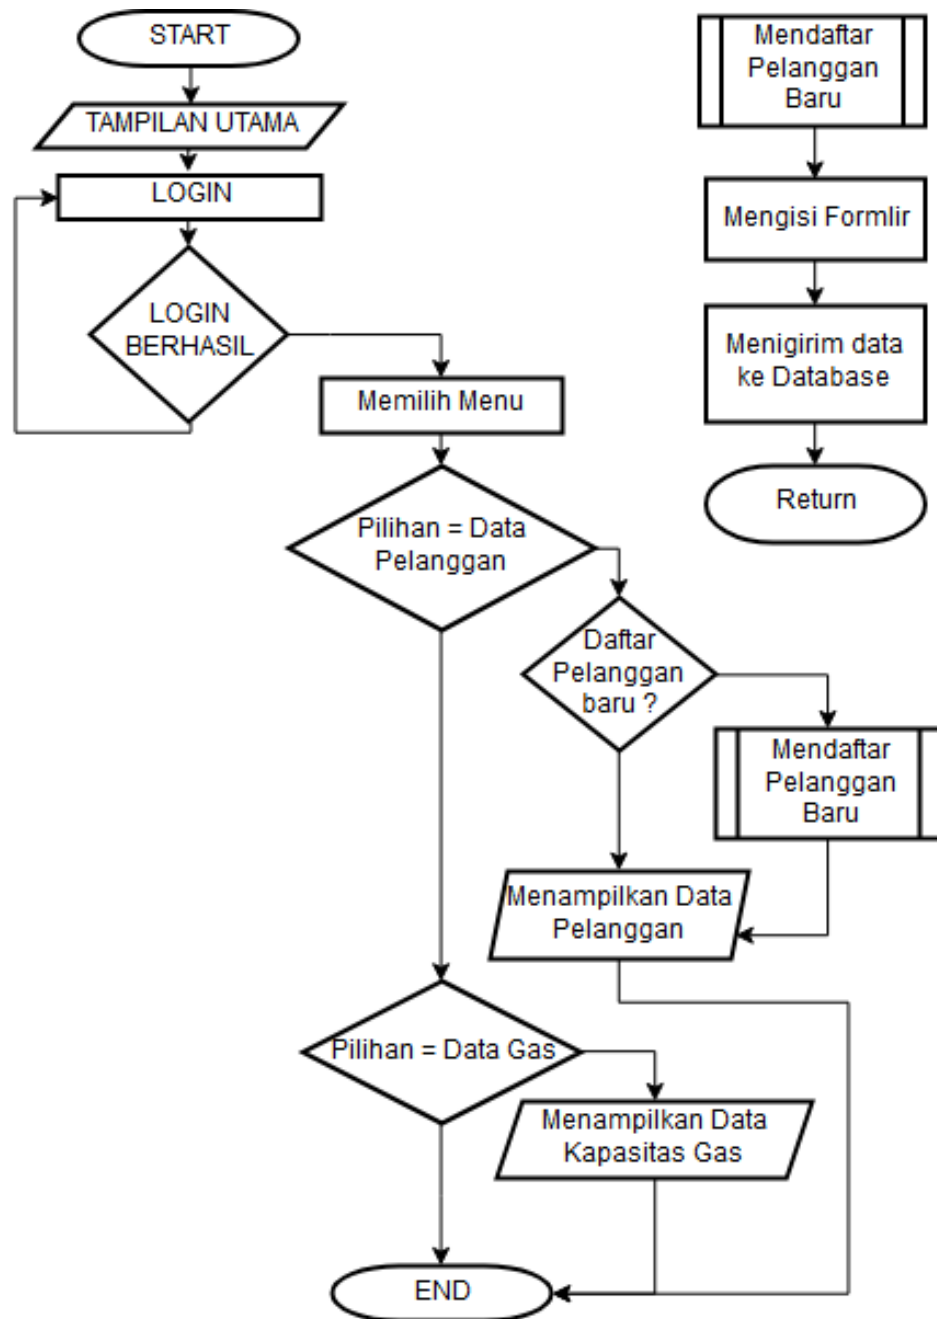 START
TAMPILAN UTAMA
LOGIN
LOGIN
BERHASIL
Memilih Menu
Pilihan = Data
Pelanggan
Daftar
Pelanggan
baru ?
Mendaftar
Pelanggan
Baru
Menampilkan Data
Pelanggan
Pilihan = Data Gas
Menampilkan Data
Kapasitas Gas
END
Mendaftar
Pelanggan
Baru
Mengisi Formlir
Menigirim data
ke Database
Return